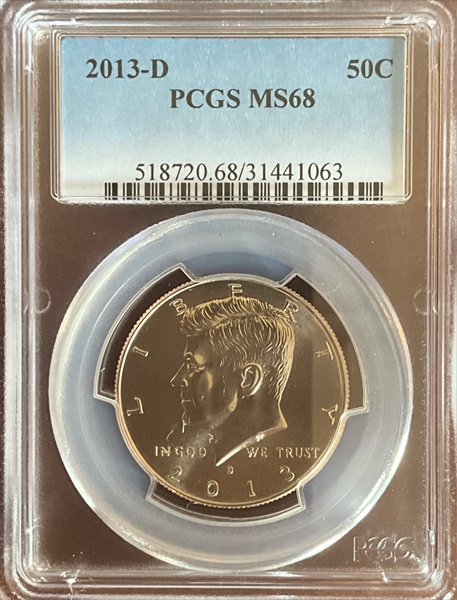 2013-D 50C
PCGS MS68
518720.68/31441063
LIBERTY
IN GOD WE TRUST
D
2013
PCGS